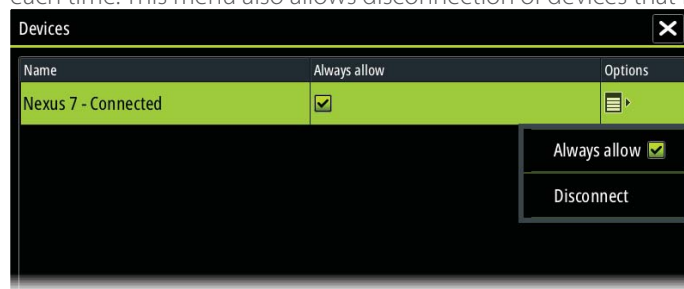 each time. This menu also allows disconnection of devices that
Devices
Name Always allow Options
Nexus 7 - Connected
Always allow
Disconnect